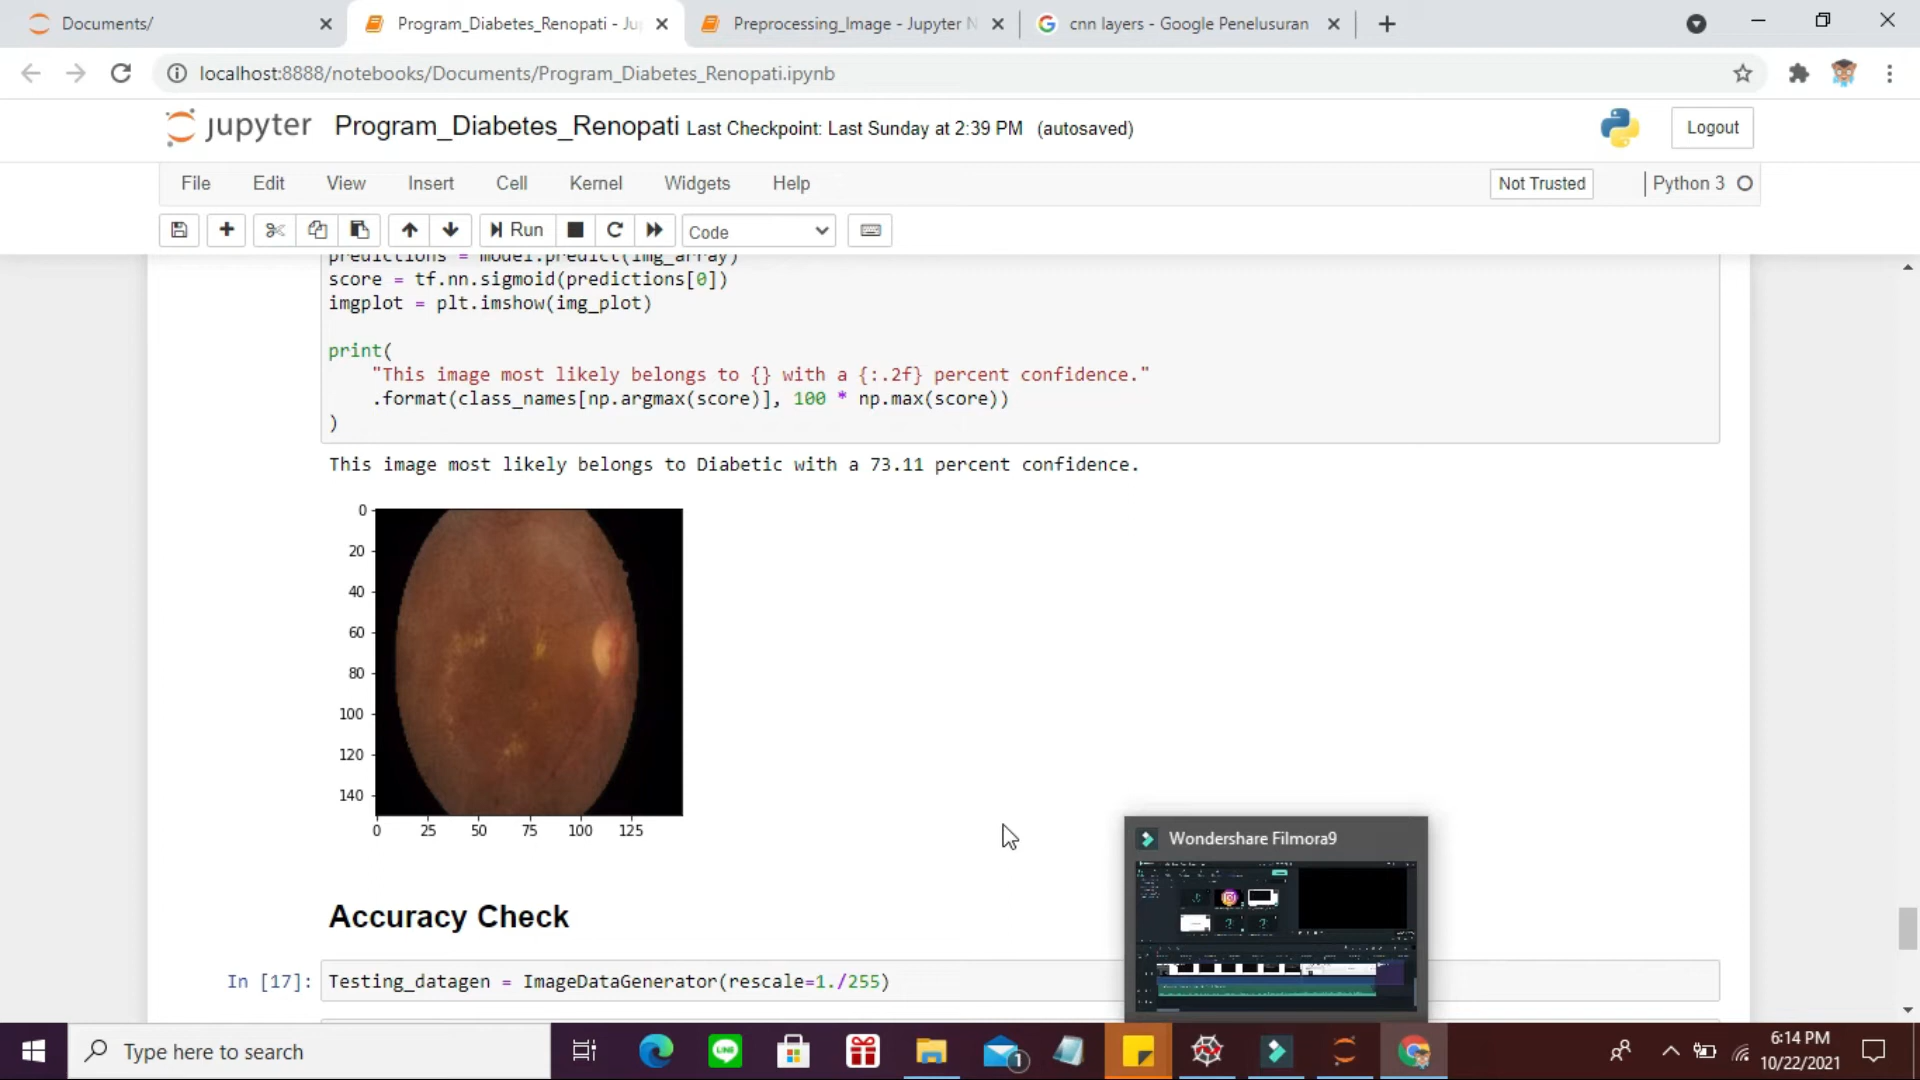 Documents/
Program_Diabetes_Renopati - Ju
Preprocessing_Image - Jupyter N
cnn layers - Google Penelusuran
localhost:8888/notebooks/Documents/Program_Diabetes_Renopati.ipynb
jupyter Program_Diabetes_Renopati Last Checkpoint: Last Sunday at 2:39 PM (autosaved)
Logout
File Edit View Insert Cell Kernel Widgets Help
Not Trusted
Python 3
Run
Code
predictions = model.predict(img_array)
score = tf.nn.sigmoid(predictions[0])
imgplot = plt.imshow(img_plot)
print(
"This image most likely belongs to {} with a {:.2f} percent confidence."
.format(class_names[np.argmax(score)], 100 * np.max(score))
)
This image most likely belongs to Diabetic with a 73.11 percent confidence.
0
20
40
60
80
100
120
140
0 25 50 75 100 125
Wondershare Filmora9
Accuracy Check
In [17]: Testing_datagen = ImageDataGenerator(rescale=1./255)
Type here to search
LINE
1
6:14 PM
10/22/2021